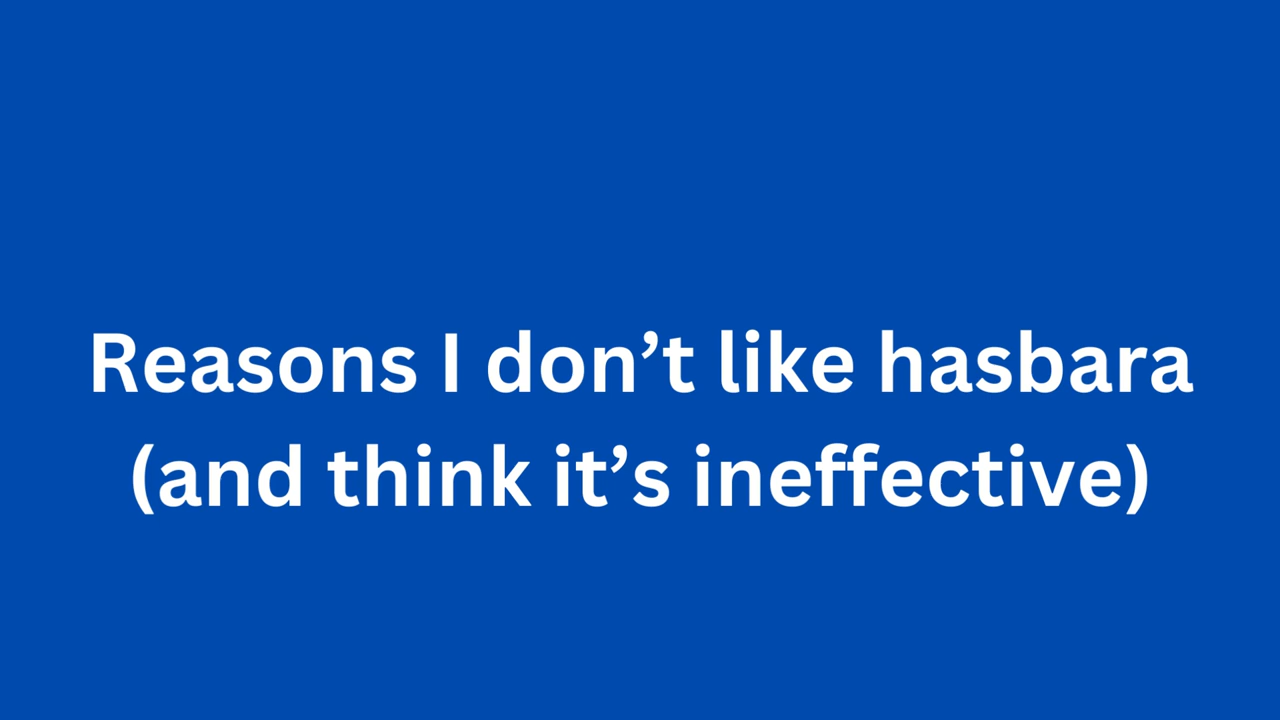 Reasons I don’t like hasbara
(and think it’s ineffective)